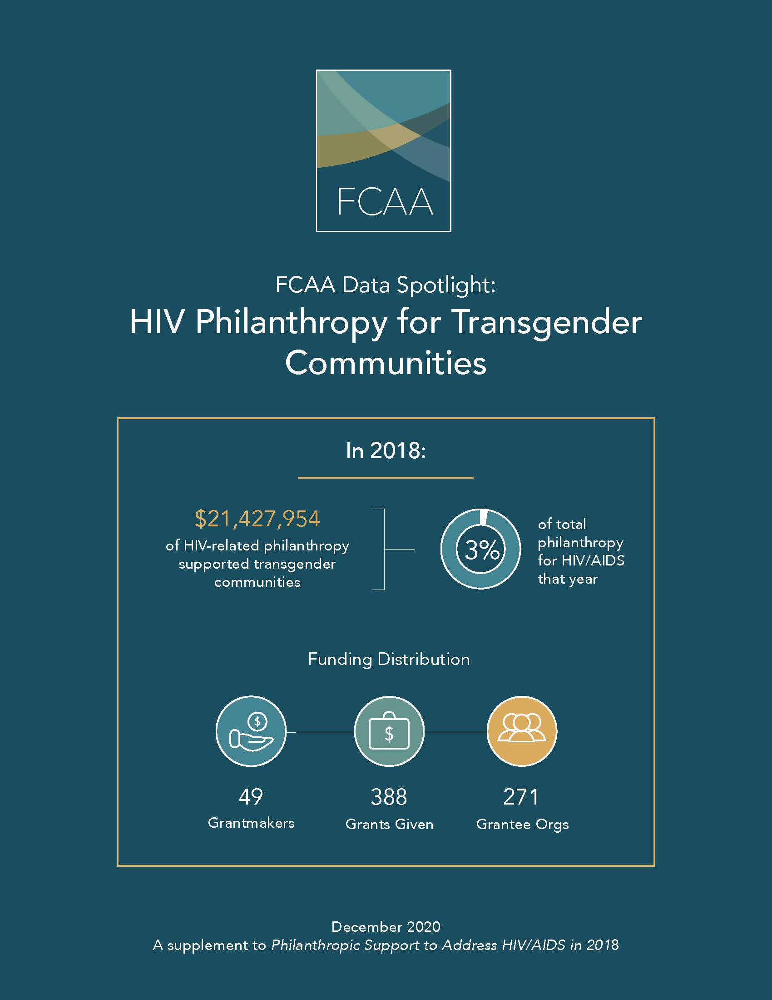 FCAA
FCAA Data Spotlight:
HIV Philanthropy for Transgender
Communities
In 2018:
$21,427,954
of HIV-related philanthropy
supported transgender
communities
3%
of total
philanthropy
for HIV/AIDS
that year
Funding Distribution
$
$
49
Grantmakers
388
Grants Given
271
Grantee Orgs
December 2020
A supplement to Philanthropic Support to Address HIV/AIDS in 2018